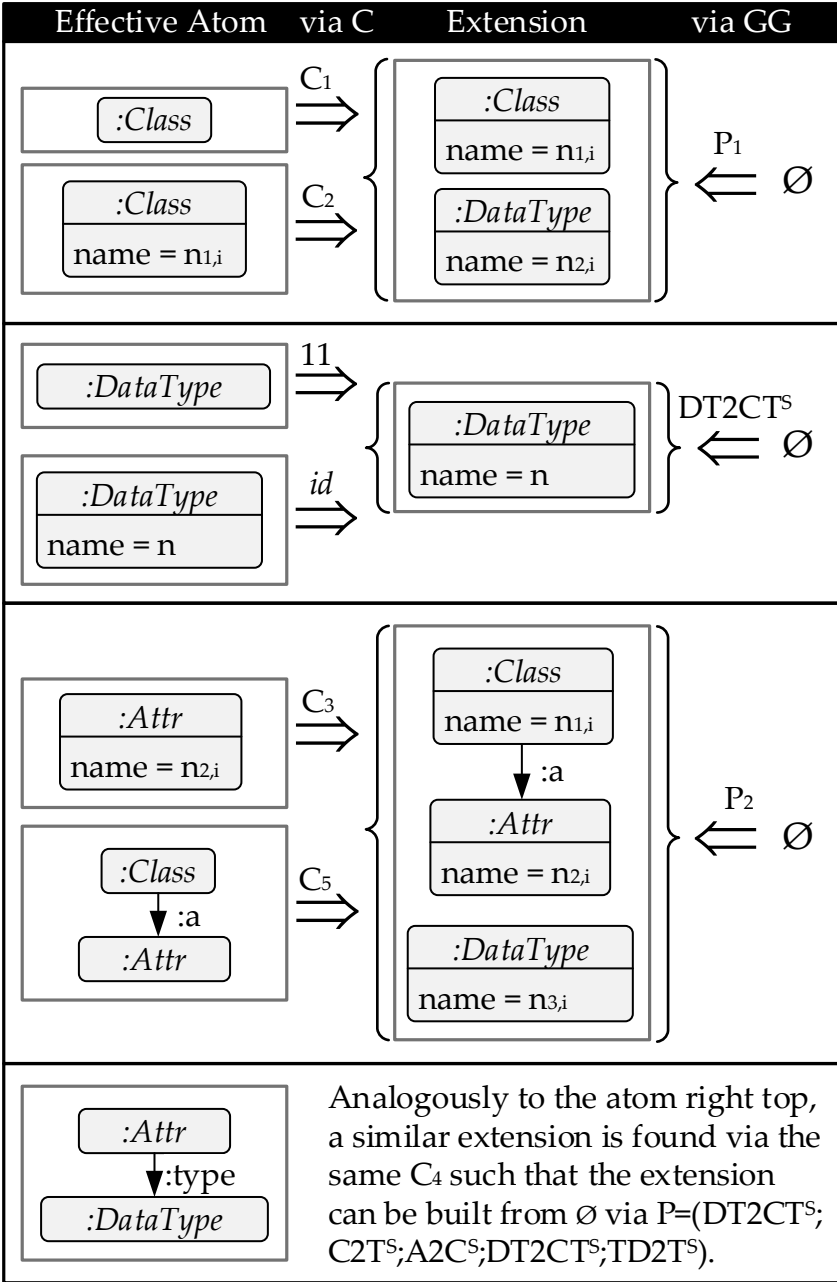 Effective Atom via C Extension via GG
:Class
C1
:Class
name = n1,i
C2
:Class
name = n1,i
:DataType
name = n2,i
P1
Ø
:DataType
11
:DataType
name = n
id
:DataType
name = n
DT2CTS
Ø
:Attr
name = n2,i
C3
:Class
:a
:Attr
C5
:Class
name = n1,i
:a
:Attr
name = n2,i
:DataType
name = n3,i
P2
Ø
:Attr
:type
:DataType
Analogously to the atom right top,
a similar extension is found via the
same C4 such that the extension
can be built from Ø via P=(DT2CTS;
C2TS;A2CS;DT2CTS;TD2TS).